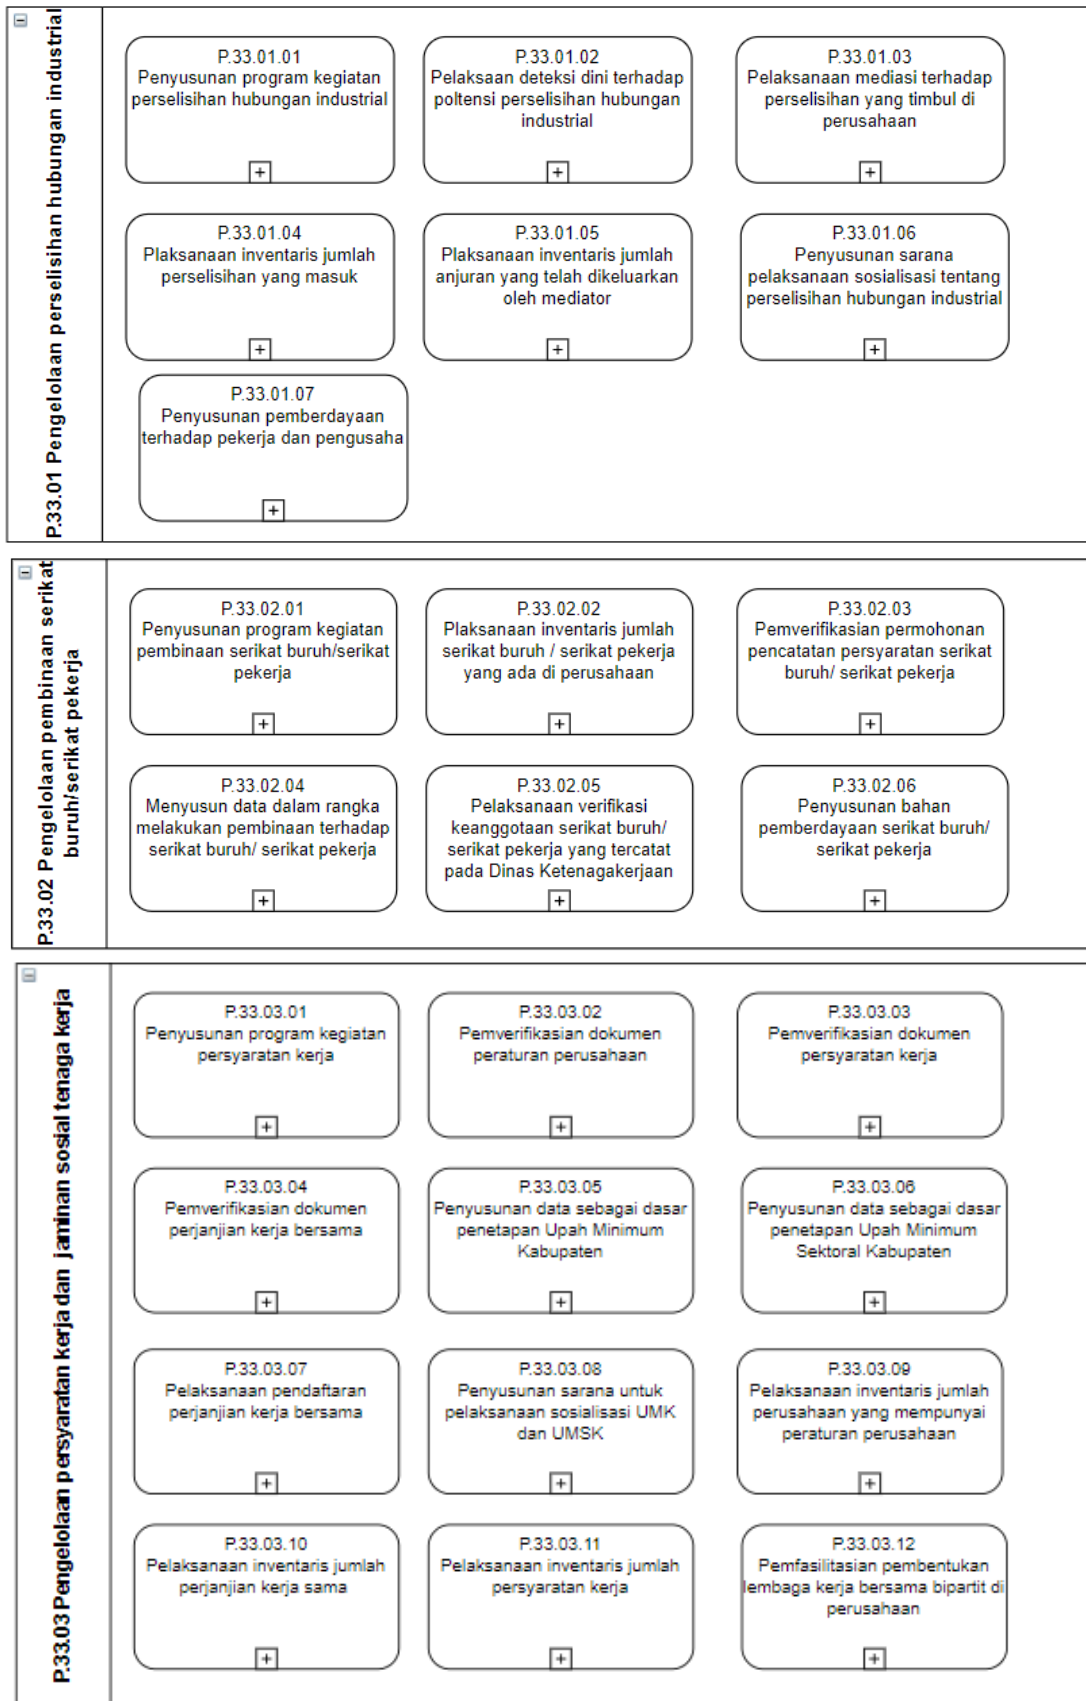 P.33.01 Pengelolaan perselisihan hubungan industrial
P.33.01.01
Penyusunan program kegiatan
perselisihan hubungan industrial
P.33.01.02
Pelaksaan deteksi dini terhadap
poltensi perselisihan hubungan
industrial
P.33.01.03
Pelaksanaan mediasi terhadap
perselisihan yang timbul di
perusahaan
P.33.01.04
Plaksanaan inventaris jumlah
perselisihan yang masuk
P.33.01.05
Plaksanaan inventaris jumlah
anjuran yang telah dikeluarkan
oleh mediator
P.33.01.06
Penyusunan sarana
pelaksanaan sosialisasi tentang
perselisihan hubungan industrial
P.33.01.07
Penyusunan pemberdayaan
terhadap pekerja dan pengusaha
P.33.02 Pengelolaan pembinaan serikat
buruh/serikat pekerja
P.33.02.01
Penyusunan program kegiatan
pembinaan serikat buruh/serikat
pekerja
P.33.02.02
Plaksanaan inventaris jumlah
serikat buruh / serikat pekerja
yang ada di perusahaan
P.33.02.03
Pemverifikasian permohonan
pencatatan persyaratan serikat
buruh/ serikat pekerja
P.33.02.04
Menyusun data dalam rangka
melakukan pembinaan terhadap
serikat buruh/ serikat pekerja
P.33.02.05
Pelaksanaan verifikasi
keanggotaan serikat buruh/
serikat pekerja yang tercatat
pada Dinas Ketenagakerjaan
P.33.02.06
Penyusunan bahan
pemberdayaan serikat buruh/
serikat pekerja
P.33.03 Pengelolaan persyaratan kerja dan jaminan sosial tenaga kerja
P.33.03.01
Penyusunan program kegiatan
persyaratan kerja
P.33.03.02
Pemverifikasian dokumen
peraturan perusahaan
P.33.03.03
Pemverifikasian dokumen
persyaratan kerja
P.33.03.04
Pemverifikasian dokumen
perjanjian kerja bersama
P.33.03.05
Penyusunan data sebagai dasar
penetapan Upah Minimum
Kabupaten
P.33.03.06
Penyusunan data sebagai dasar
penetapan Upah Minimum
Sektoral Kabupaten
P.33.03.07
Pelaksanaan pendaftaran
perjanjian kerja bersama
P.33.03.08
Penyusunan sarana untuk
pelaksanaan sosialisasi UMK
dan UMSK
P.33.03.09
Pelaksanaan inventaris jumlah
perusahaan yang mempunyai
peraturan perusahaan
P.33.03.10
Pelaksanaan inventaris jumlah
perjanjian kerja sama
P.33.03.11
Pelaksanaan inventaris jumlah
persyaratan kerja
P.33.03.12
Pemfasilitasian pembentukan
lembaga kerja bersama bipartit di
perusahaan